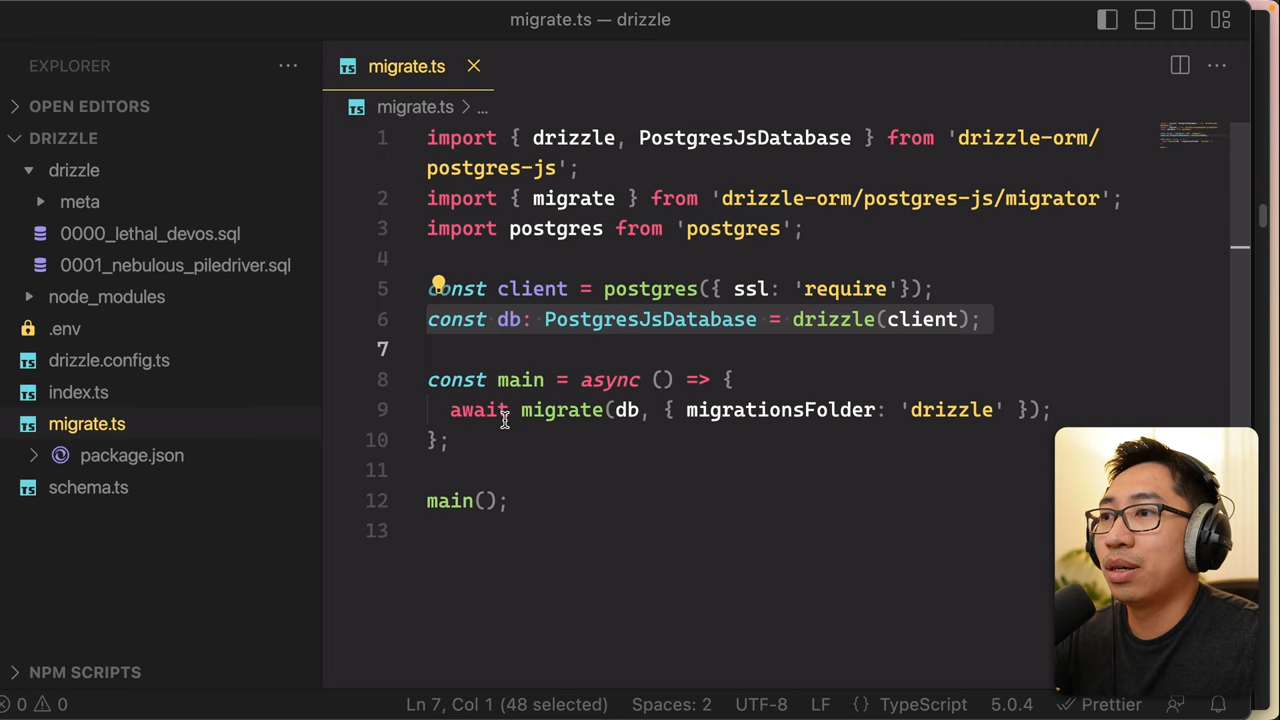 migrate.ts — drizzle
EXPLORER
OPEN EDITORS
DRIZZLE
drizzle
meta
0000_lethal_devos.sql
0001_nebulous_piledriver.sql
node_modules
.env
drizzle.config.ts
index.ts
migrate.ts
package.json
schema.ts
NPM SCRIPTS
TS migrate.ts
TS migrate.ts > ...
1 import { drizzle, PostgresJsDatabase } from 'drizzle-orm/
postgres-js';
2 import { migrate } from 'drizzle-orm/postgres-js/migrator';
3 import postgres from 'postgres';
4
5 const client = postgres({ ssl: 'require'});
6 const db: PostgresJsDatabase = drizzle(client);
7
8 const main = async () => {
9 await migrate(db, { migrationsFolder: 'drizzle' });
10 };
11
12 main();
13
0 0 Ln 7, Col 1 (48 selected) Spaces: 2 UTF-8 LF {} TypeScript 5.0.4 Prettier